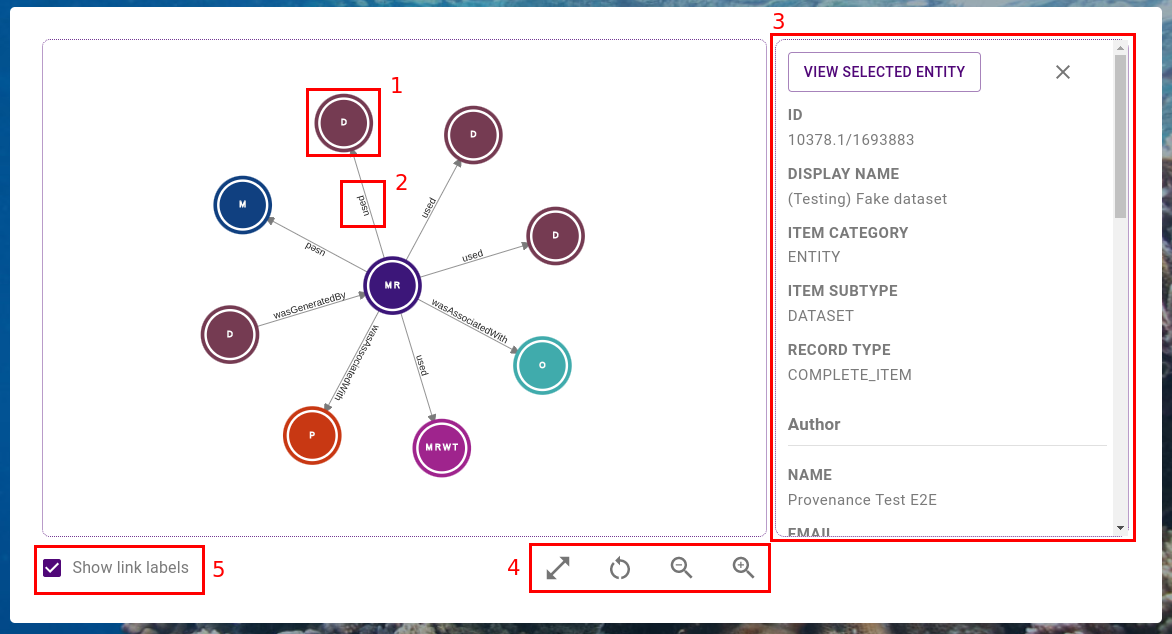 3
1
D
D
VIEW SELECTED ENTITY
ID
10378.1/1693883
2
used
used
M
DISPLAY NAME
(Testing) Fake dataset
D
used
used
ITEM CATEGORY
ENTITY
MR
ITEM SUBTYPE
DATASET
wasGeneratedBy
wasAssociatedWith
D
wasAssociatedWith
used
O
RECORD TYPE
COMPLETE_ITEM
Author
P
MRWT
NAME
Provenance Test E2E
EMAIL
Show link labels
5
4